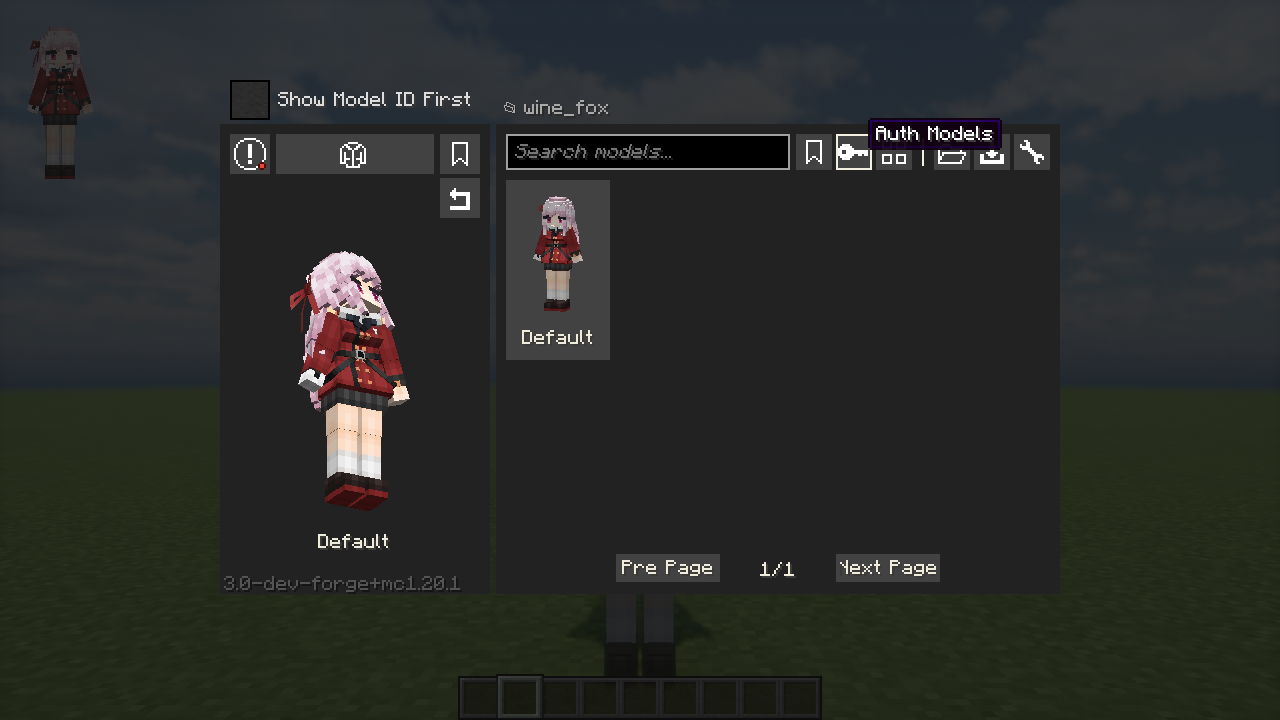 Show Model ID First
wine_fox
Auth Models
Search models...
Default
Default
Pre Page
1/1
Next Page
3.0-dev-forge+mc1.20.1